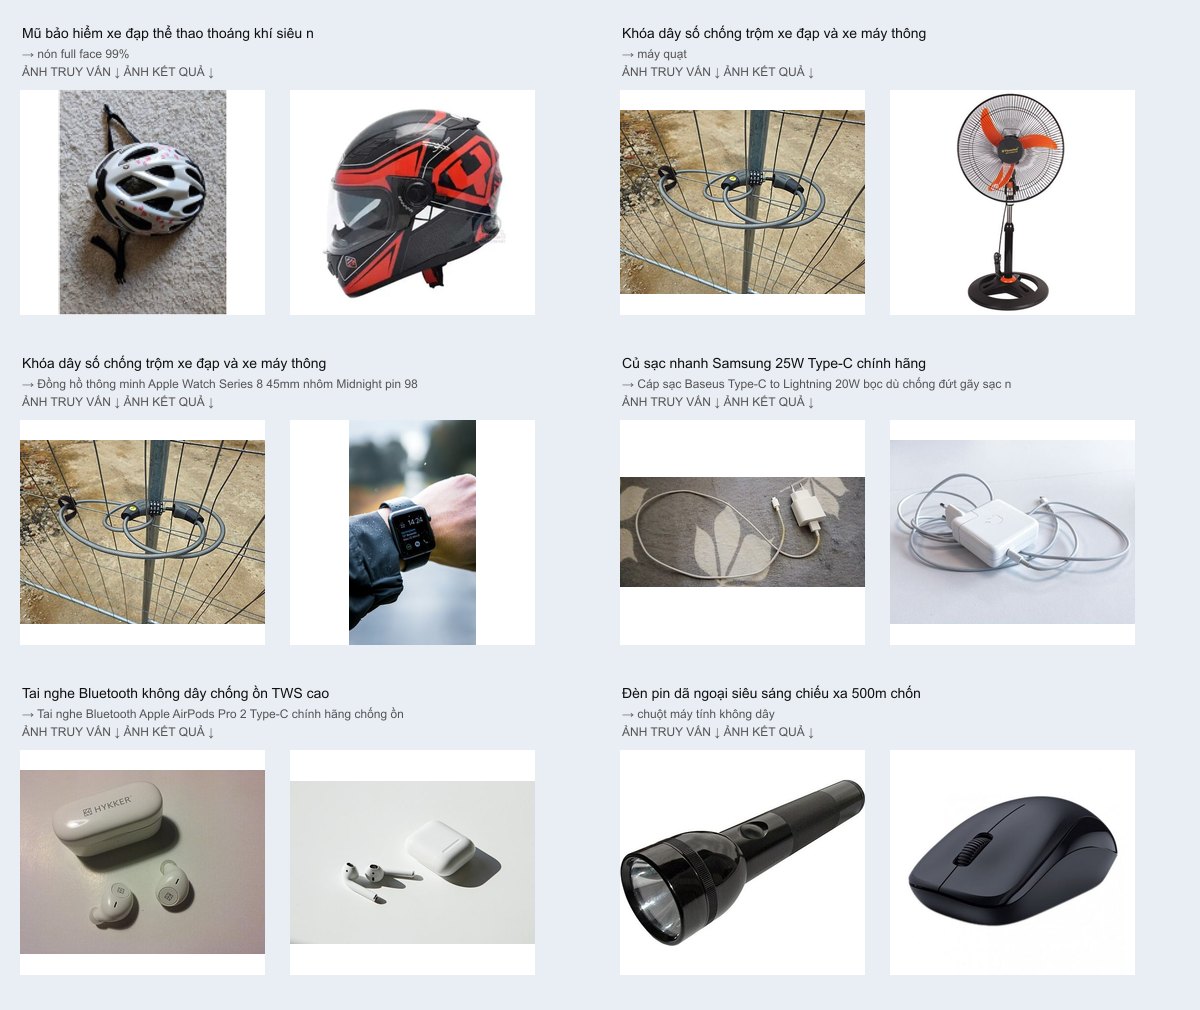 Mũ bảo hiểm xe đạp thể thao thoáng khí siêu n
→ nón full face 99%
ẢNH TRUY VẤN ↓ ẢNH KẾT QUẢ ↓
Khóa dây số chống trộm xe đạp và xe máy thông
→ máy quạt
ẢNH TRUY VẤN ↓ ẢNH KẾT QUẢ ↓
Khóa dây số chống trộm xe đạp và xe máy thông
→ Đồng hồ thông minh Apple Watch Series 8 45mm nhôm Midnight pin 98
ẢNH TRUY VẤN ↓ ẢNH KẾT QUẢ ↓
Củ sạc nhanh Samsung 25W Type-C chính hãng
→ Cáp sạc Baseus Type-C to Lightning 20W bọc dù chống đứt gãy sạc n
ẢNH TRUY VẤN ↓ ẢNH KẾT QUẢ ↓
14:24
Tai nghe Bluetooth không dây chống ồn TWS cao
→ Tai nghe Bluetooth Apple AirPods Pro 2 Type-C chính hãng chống ồn
ẢNH TRUY VẤN ↓ ẢNH KẾT QUẢ ↓
HYKKER
Đèn pin dã ngoại siêu sáng chiếu xa 500m chốn
→ chuột máy tính không dây
ẢNH TRUY VẤN ↓ ẢNH KẾT QUẢ ↓